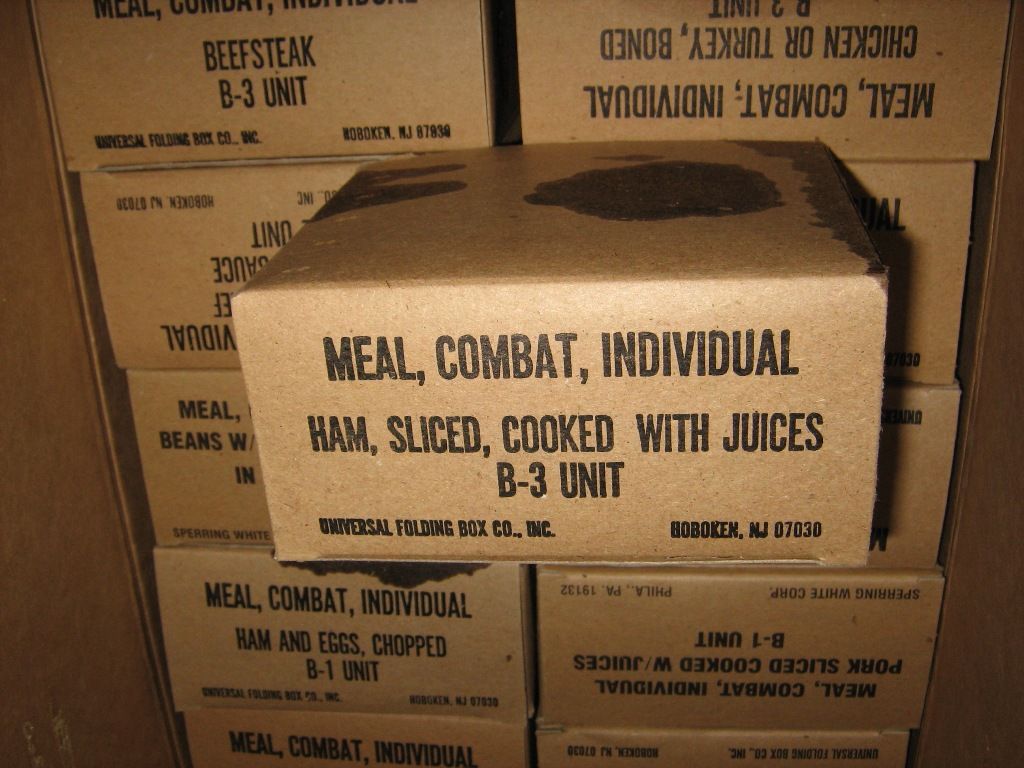 MEAL, COMBAT, INDIVIDUAL
BEEFSTEAK
B-3 UNIT
UNIVERSAL FOLDING BOX CO., INC. HOBOKEN, NJ 07030
MEAL, COMBAT, INDIVIDUAL
CHICKEN OR TURKEY, BONED
B-3 UNIT
SAUCE
UNIT
CO., INC HOBOKEN, NJ 07030
07030
MEAL, COMBAT, INDIVIDUAL
HAM, SLICED, COOKED WITH JUICES
B-3 UNIT
UNIVERSAL FOLDING BOX CO., INC. HOBOKEN, NJ 07030
MEAL,
BEANS W/
IN
SPERRING WHITE
MEAL, COMBAT, INDIVIDUAL
HAM AND EGGS, CHOPPED
B-1 UNIT
UNIVERSAL FOLDING BOX CO., INC. HOBOKEN, NJ 07030
MEAL, COMBAT, INDIVIDUAL
PORK SLICED COOKED W/JUICES
B-1 UNIT
SPERRING WHITE CORP. PHILA., PA. 19132
MEAL, COMBAT, INDIVIDUAL
UNIVERSAL FOLDING BOX CO., INC. HOBOKEN, NJ 07030